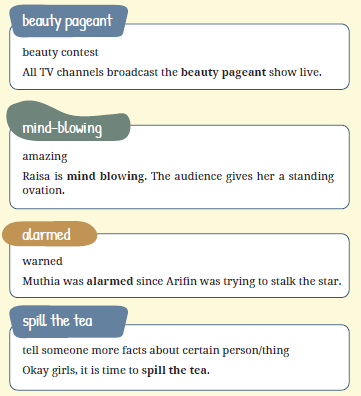 beauty pageant
beauty contest
All TV channels broadcast the beauty pageant show live.
mind-blowing
amazing
Raisa is mind blowing. The audience gives her a standing
ovation.
alarmed
warned
Muthia was alarmed since Arifin was trying to stalk the star.
spill the tea
tell someone more facts about certain person/thing
Okay girls, it is time to spill the tea.